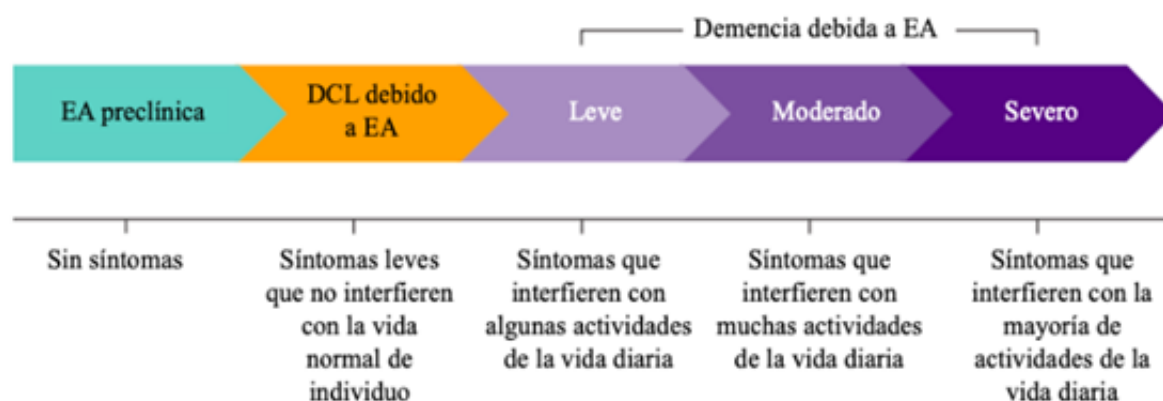 Demencia debida a EA
EA preclínica
DCL debido
a EA
Leve
Moderado
Severo
Sin síntomas
Síntomas leves
que no interfieren
con la vida
normal de
individuo
Síntomas que
interfieren con
algunas actividades
de la vida diaria
Síntomas que
interfieren con
muchas actividades
de la vida diaria
Síntomas que
interfieren con la
mayoría de
actividades de la
vida diaria